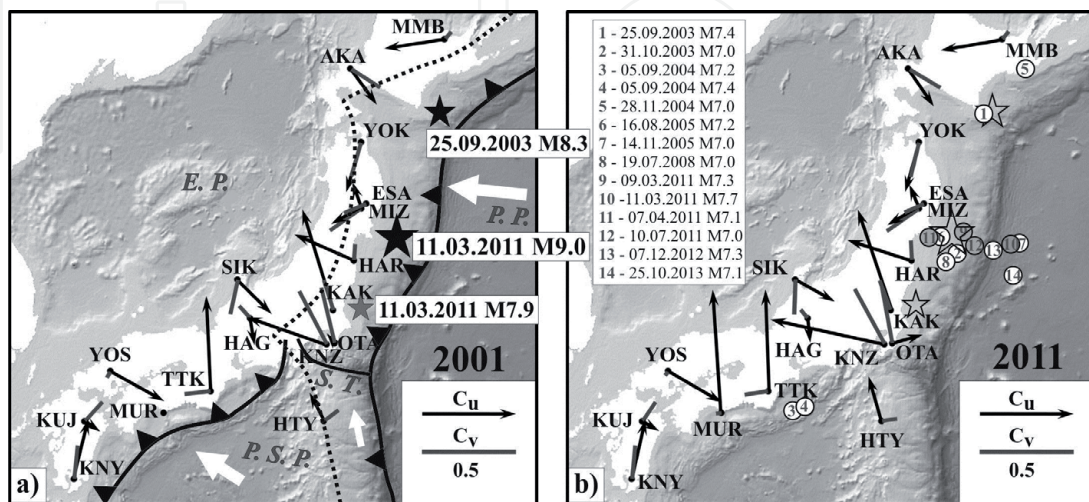 MMB
AKA
YOK
25.09.2003 M8.3
E. P.
P. P.
ESA
MIZ
11.03.2011 M9.0
HAR
SIK
KAK
11.03.2011 M7.9
HAG
OTA
KNZ
2001
YOS
TTK
S. T.
MUR
KUJ
HTY
P. S. P.
KNY
Cu
Cv
0.5
a)
1 - 25.09.2003 M7.4
2 - 31.10.2003 M7.0
3 - 05.09.2004 M7.2
4 - 05.09.2004 M7.4
5 - 28.11.2004 M7.0
6 - 16.08.2005 M7.2
7 - 14.11.2005 M7.0
8 - 19.07.2008 M7.0
9 - 09.03.2011 M7.3
10 -11.03.2011 M7.7
11 - 07.04.2011 M7.1
12 - 10.07.2011 M7.0
13 - 07.12.2012 M7.3
14 - 25.10.2013 M7.1
MMB
5
AKA
1
YOK
ESA
MIZ
11
2
12
13
10
7
8
14
HAR
SIK
KAK
HAG
KNZ
OTA
2011
YOS
TTK
3
4
MUR
KUJ
HTY
KNY
Cu
Cv
0.5
b)